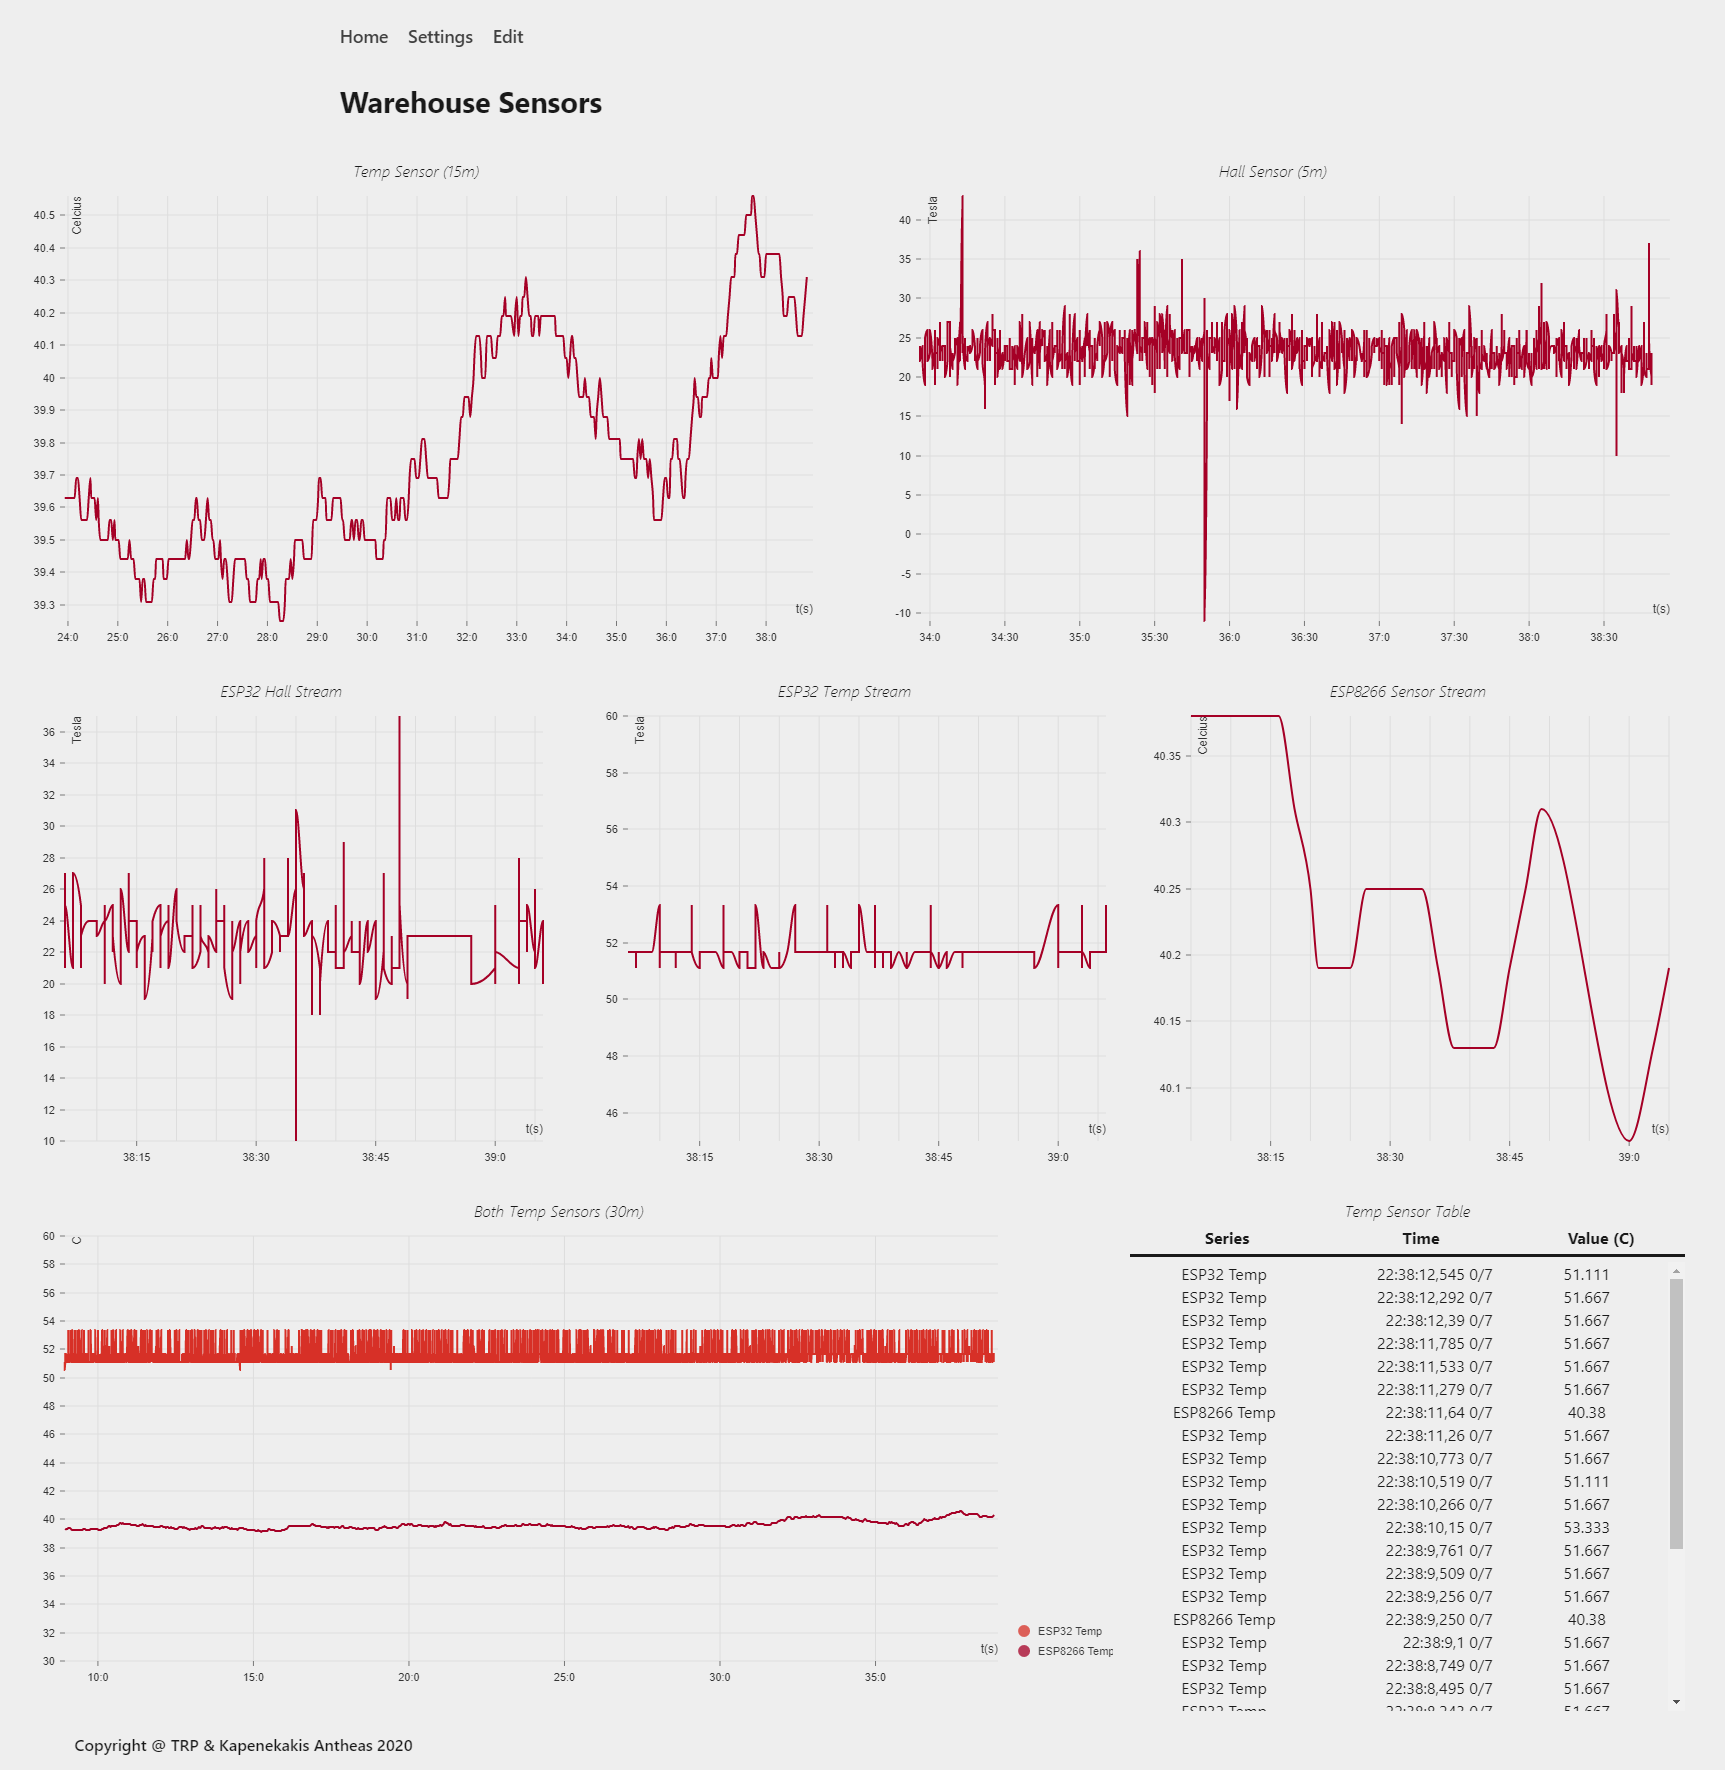 Home Settings Edit
Warehouse Sensors
Temp Sensor (15m)
Celcius
40.5
40.4
40.3
40.2
40.1
40
39.9
39.8
39.7
39.6
39.5
39.4
39.3
t(s)
24:0 25:0 26:0 27:0 28:0 29:0 30:0 31:0 32:0 33:0 34:0 35:0 36:0 37:0 38:0
Hall Sensor (5m)
Tesla
40
35
30
25
20
15
10
5
0
-5
-10
t(s)
34:0 34:30 35:0 35:30 36:0 36:30 37:0 37:30 38:0 38:30
ESP32 Hall Stream
Tesla
36
34
32
30
28
26
24
22
20
18
16
14
12
10
t(s)
38:15 38:30 38:45 39:0
ESP32 Temp Stream
Tesla
60
58
56
54
52
50
48
46
t(s)
38:15 38:30 38:45 39:0
ESP8266 Sensor Stream
Celcius
40.35
40.3
40.25
40.2
40.15
40.1
t(s)
38:15 38:30 38:45 39:0
Both Temp Sensors (30m)
C
60
58
56
54
52
50
48
46
44
42
40
38
36
34
32
30
t(s)
10:0 15:0 20:0 25:0 30:0 35:0
ESP32 Temp
ESP8266 Temp
Temp Sensor Table
Series Time Value (C)
ESP32 Temp 22:38:12,545 0/7 51.111
ESP32 Temp 22:38:12,292 0/7 51.667
ESP32 Temp 22:38:12,39 0/7 51.667
ESP32 Temp 22:38:11,785 0/7 51.667
ESP32 Temp 22:38:11,533 0/7 51.667
ESP32 Temp 22:38:11,279 0/7 51.667
ESP8266 Temp 22:38:11,64 0/7 40.38
ESP32 Temp 22:38:11,26 0/7 51.667
ESP32 Temp 22:38:10,773 0/7 51.667
ESP32 Temp 22:38:10,519 0/7 51.111
ESP32 Temp 22:38:10,266 0/7 51.667
ESP32 Temp 22:38:10,15 0/7 53.333
ESP32 Temp 22:38:9,761 0/7 51.667
ESP32 Temp 22:38:9,509 0/7 51.667
ESP32 Temp 22:38:9,256 0/7 51.667
ESP8266 Temp 22:38:9,250 0/7 40.38
ESP32 Temp 22:38:9,1 0/7 51.667
ESP32 Temp 22:38:8,749 0/7 51.667
ESP32 Temp 22:38:8,495 0/7 51.667
Copyright @ TRP & Kapenekakis Antheas 2020